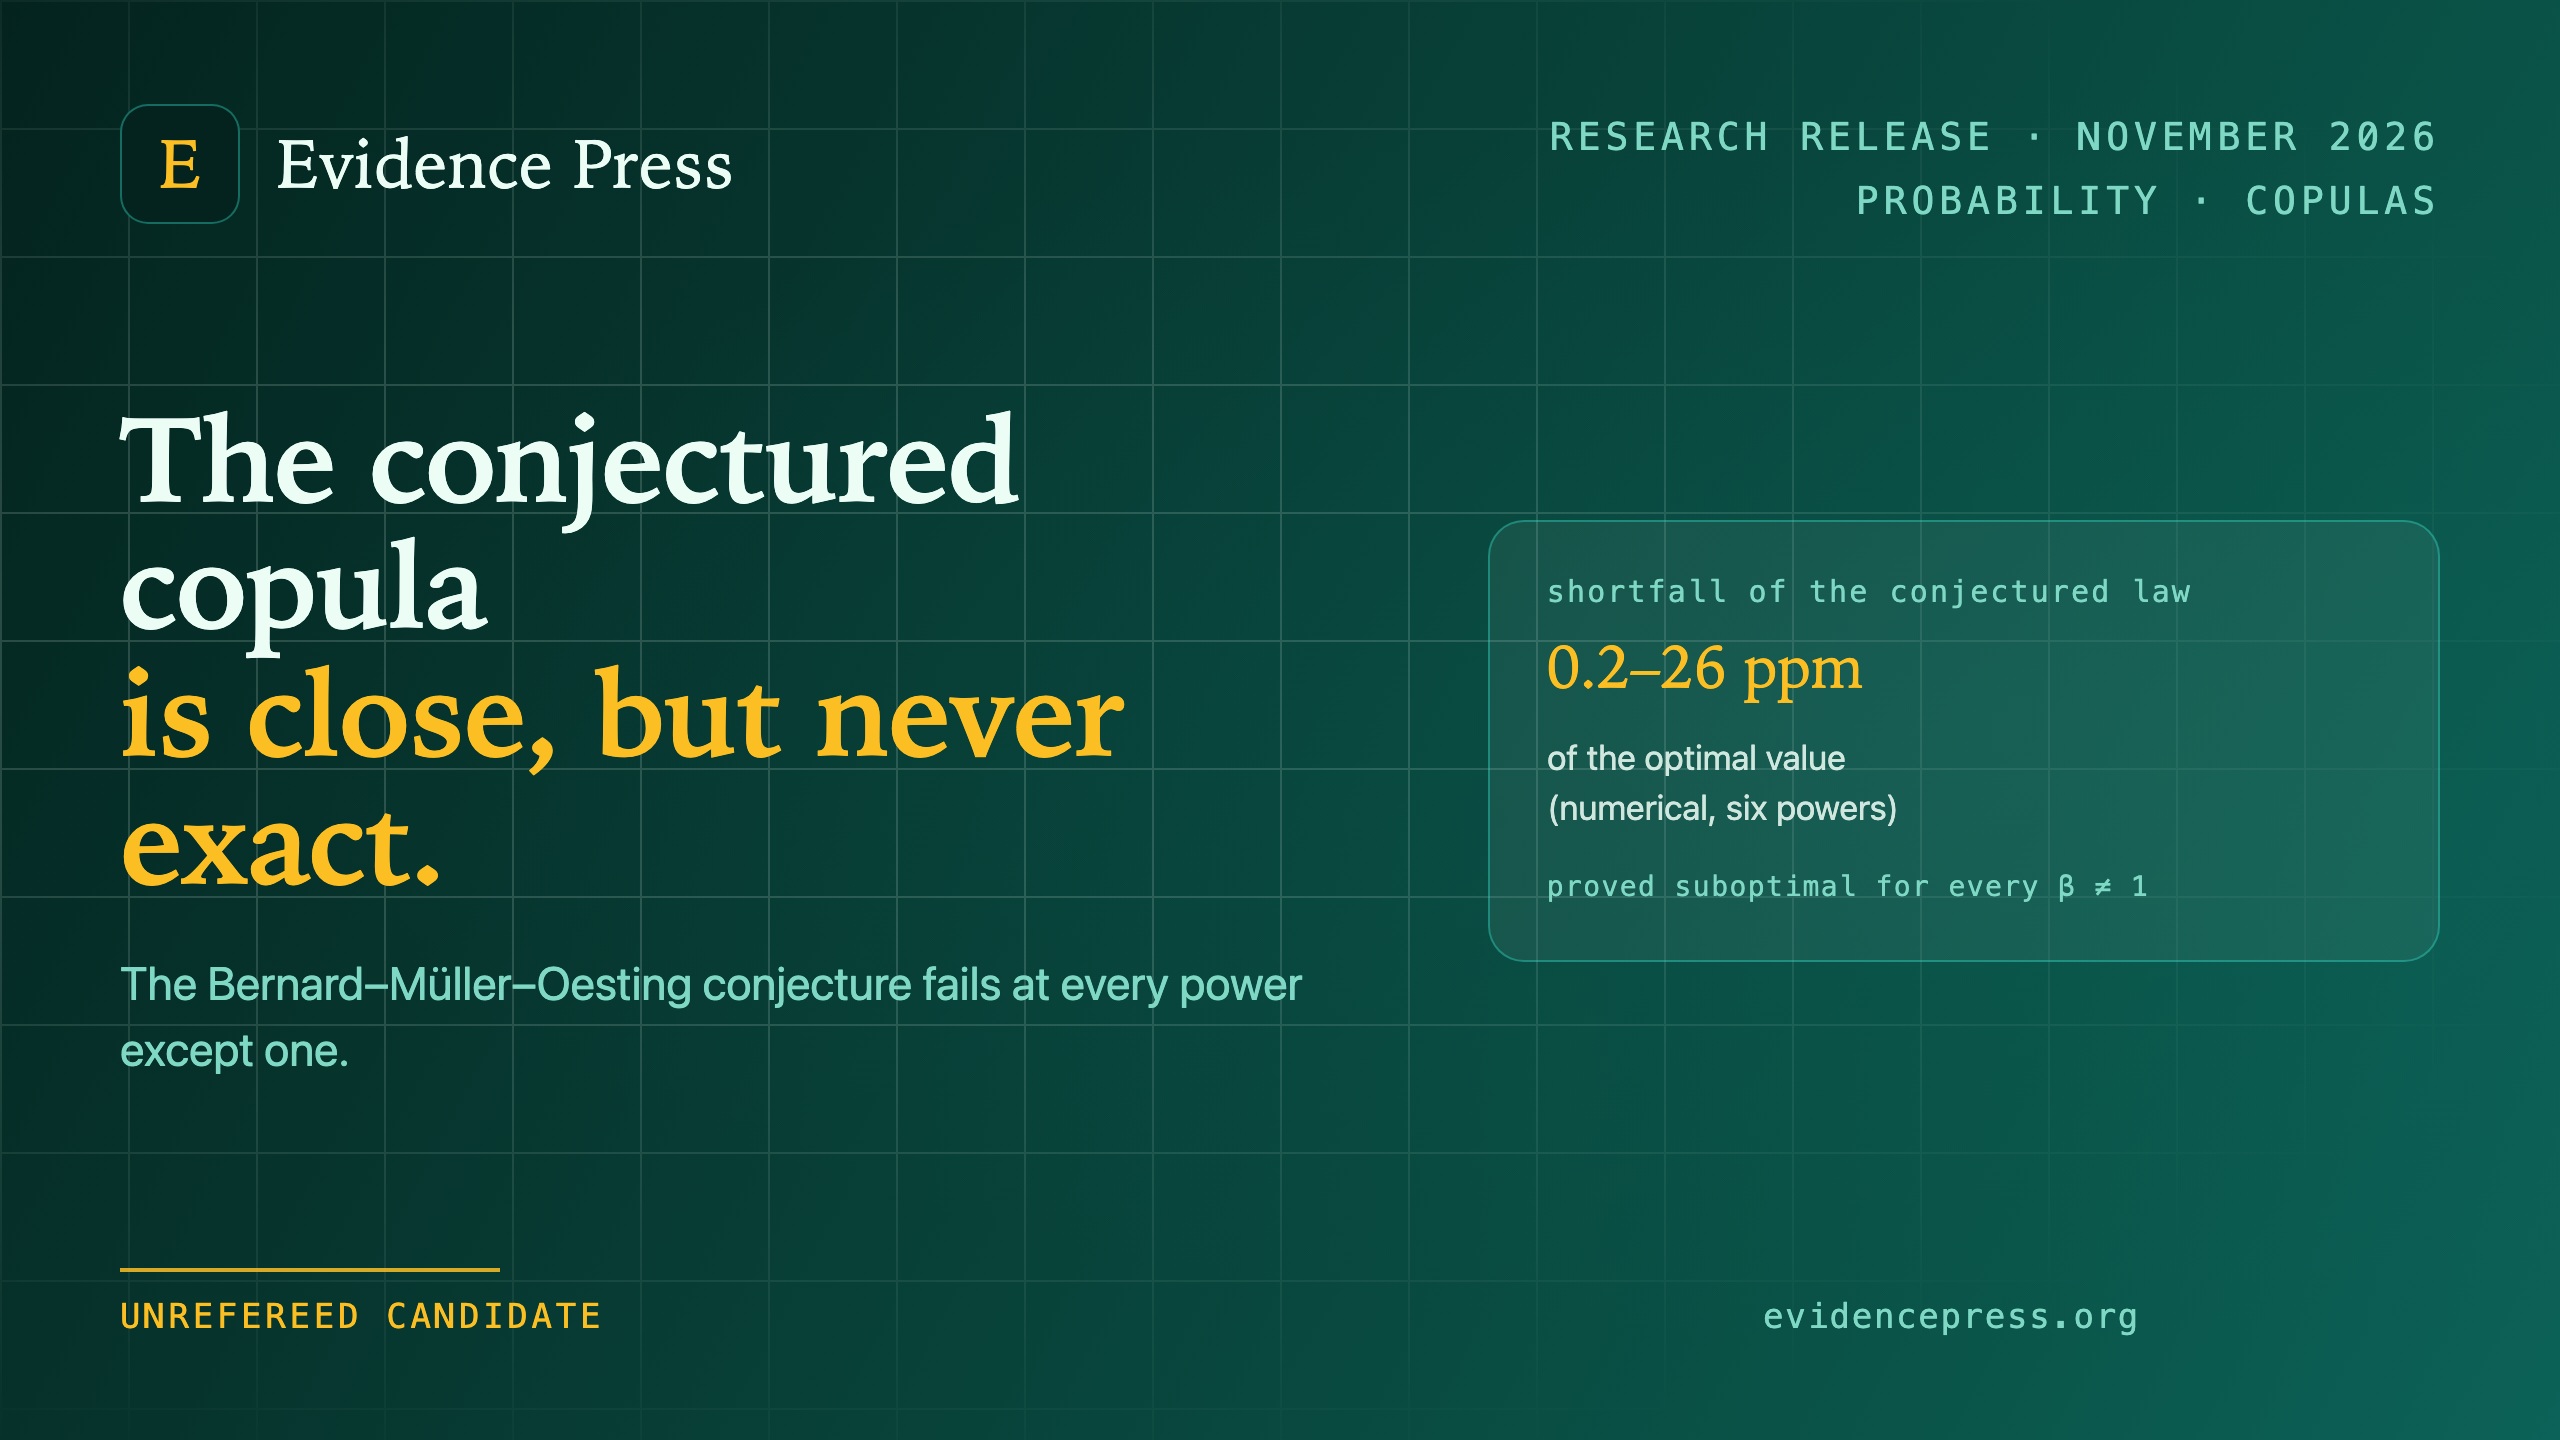 E
Evidence Press
RESEARCH RELEASE · NOVEMBER 2026
PROBABILITY · COPULAS
The conjectured
copula
is close, but never
exact.
The Bernard–Müller–Oesting conjecture fails at every power
except one.
shortfall of the conjectured law
0.2–26 ppm
of the optimal value
(numerical, six powers)
proved suboptimal for every β ≠ 1
UNREFEREED CANDIDATE
evidencepress.org